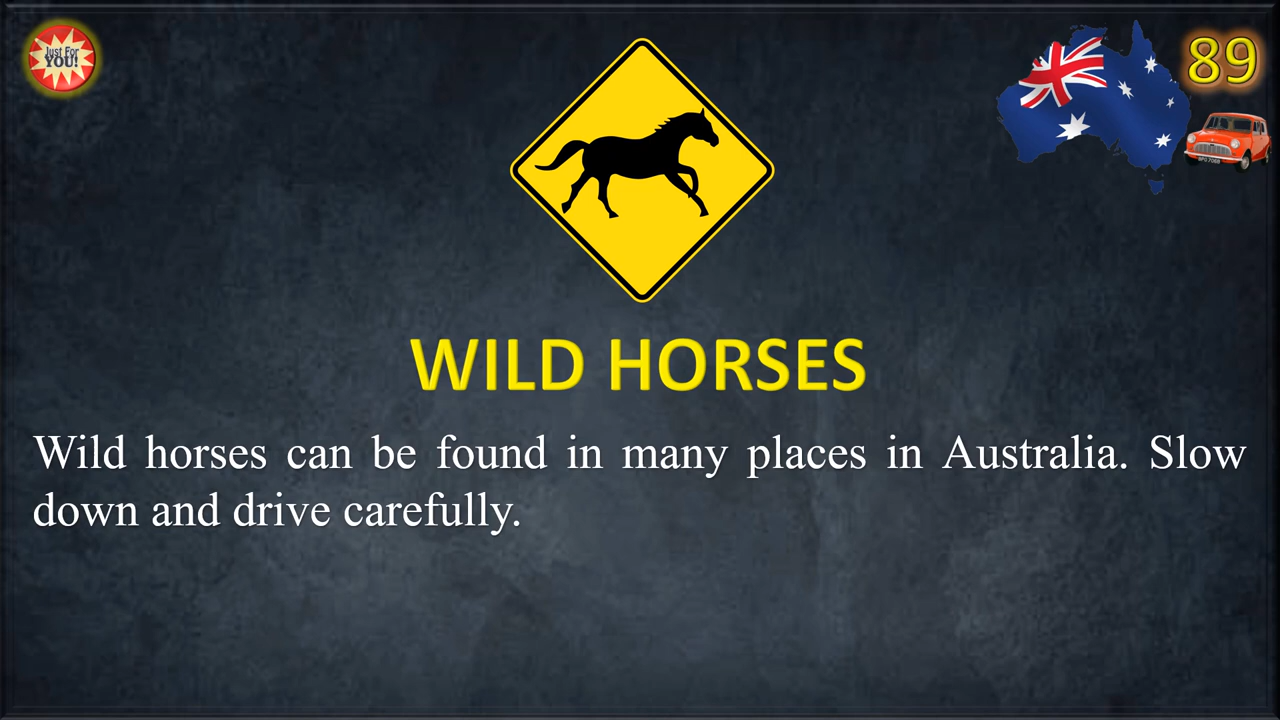 Just For
YOU!
89
WILD HORSES
Wild horses can be found in many places in Australia. Slow
down and drive carefully.